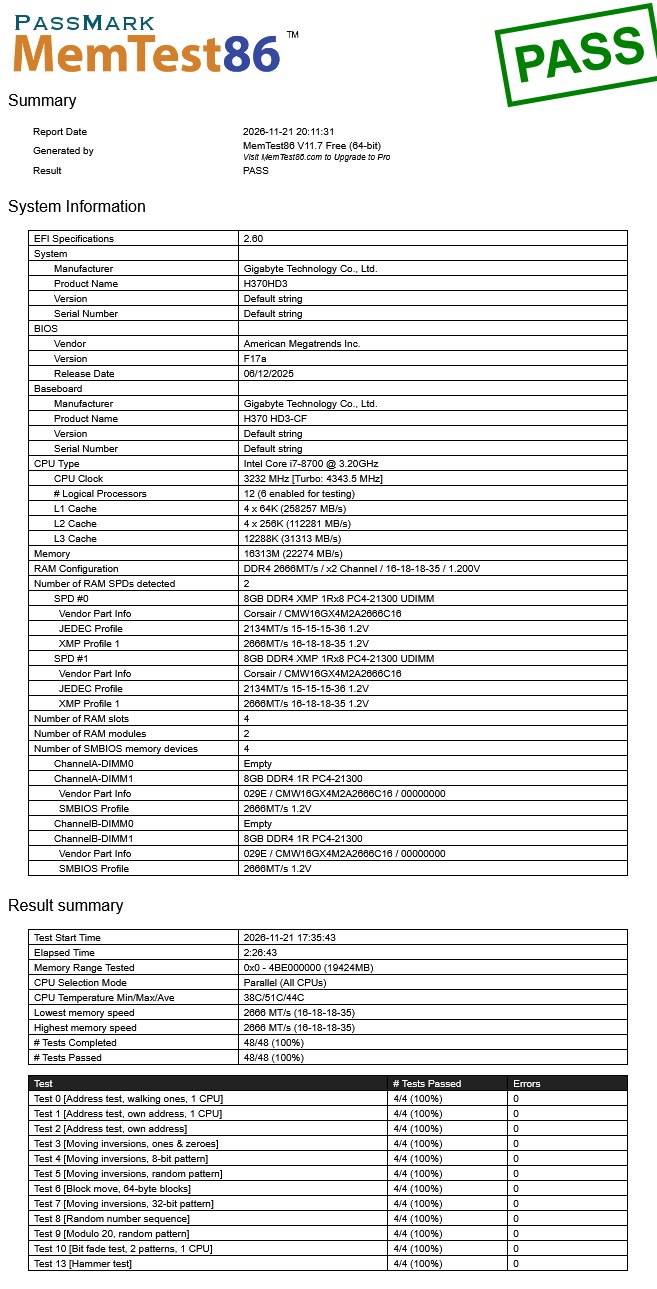 PASSMARK
MemTest86 ™
PASS
Summary
Report Date 2026-11-21 20:11:31
Generated by MemTest86 V11.7 Free (64-bit)
Visit MemTest86.com to Upgrade to Pro
Result PASS
System Information
EFI Specifications 2.60
System
Manufacturer Gigabyte Technology Co., Ltd.
Product Name H370HD3
Version Default string
Serial Number Default string
BIOS
Vendor American Megatrends Inc.
Version F17a
Release Date 06/12/2025
Baseboard
Manufacturer Gigabyte Technology Co., Ltd.
Product Name H370 HD3-CF
Version Default string
Serial Number Default string
CPU Type Intel Core i7-8700 @ 3.20GHz
CPU Clock 3232 MHz [Turbo: 4343.5 MHz]
# Logical Processors 12 (6 enabled for testing)
L1 Cache 4 x 64K (258257 MB/s)
L2 Cache 4 x 256K (112281 MB/s)
L3 Cache 12288K (31313 MB/s)
Memory 16313M (22274 MB/s)
RAM Configuration DDR4 2666MT/s / x2 Channel / 16-18-18-35 / 1.200V
Number of RAM SPDs detected 2
SPD #0 8GB DDR4 XMP 1Rx8 PC4-21300 UDIMM
Vendor Part Info Corsair / CMW16GX4M2A2666C16
JEDEC Profile 2134MT/s 15-15-15-36 1.2V
XMP Profile 1 2666MT/s 16-18-18-35 1.2V
SPD #1 8GB DDR4 XMP 1Rx8 PC4-21300 UDIMM
Vendor Part Info Corsair / CMW16GX4M2A2666C16
JEDEC Profile 2134MT/s 15-15-15-36 1.2V
XMP Profile 1 2666MT/s 16-18-18-35 1.2V
Number of RAM slots 4
Number of RAM modules 2
Number of SMBIOS memory devices 4
ChannelA-DIMM0 Empty
ChannelA-DIMM1 8GB DDR4 1R PC4-21300
Vendor Part Info 029E / CMW16GX4M2A2666C16 / 00000000
SMBIOS Profile 2666MT/s 1.2V
ChannelB-DIMM0 Empty
ChannelB-DIMM1 8GB DDR4 1R PC4-21300
Vendor Part Info 029E / CMW16GX4M2A2666C16 / 00000000
SMBIOS Profile 2666MT/s 1.2V
Result summary
Test Start Time 2026-11-21 17:35:43
Elapsed Time 2:26:43
Memory Range Tested 0x0 - 4BE000000 (19424MB)
CPU Selection Mode Parallel (All CPUs)
CPU Temperature Min/Max/Ave 38C/51C/44C
Lowest memory speed 2666 MT/s (16-18-18-35)
Highest memory speed 2666 MT/s (16-18-18-35)
# Tests Completed 48/48 (100%)
# Tests Passed 48/48 (100%)
Test # Tests Passed Errors
Test 0 [Address test, walking ones, 1 CPU] 4/4 (100%) 0
Test 1 [Address test, own address, 1 CPU] 4/4 (100%) 0
Test 2 [Address test, own address] 4/4 (100%) 0
Test 3 [Moving inversions, ones & zeroes] 4/4 (100%) 0
Test 4 [Moving inversions, 8-bit pattern] 4/4 (100%) 0
Test 5 [Moving inversions, random pattern] 4/4 (100%) 0
Test 6 [Block move, 64-byte blocks] 4/4 (100%) 0
Test 7 [Moving inversions, 32-bit pattern] 4/4 (100%) 0
Test 8 [Random number sequence] 4/4 (100%) 0
Test 9 [Modulo 20, random pattern] 4/4 (100%) 0
Test 10 [Bit fade test, 2 patterns, 1 CPU] 4/4 (100%) 0
Test 13 [Hammer test] 4/4 (100%) 0